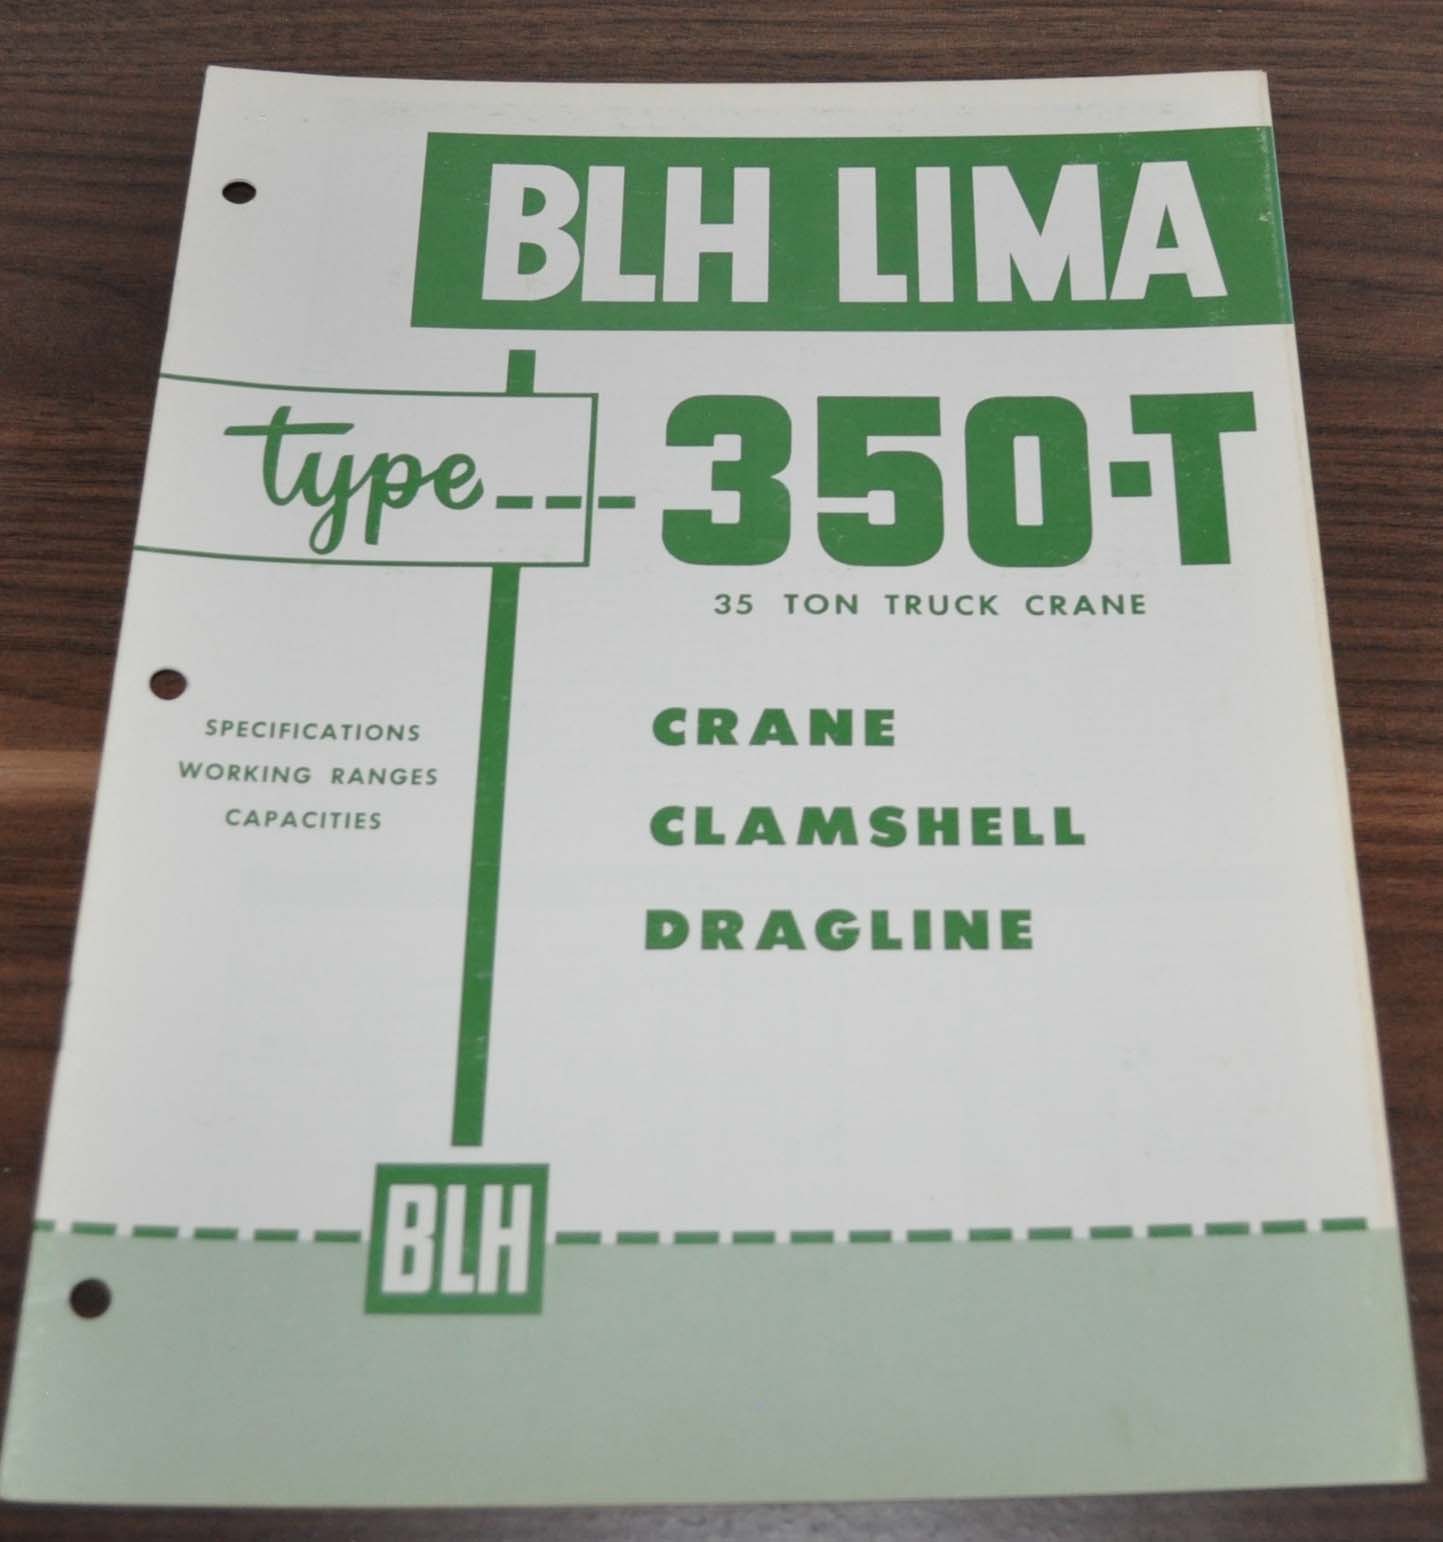 BLH LIMA
type --- 350-T
35 TON TRUCK CRANE
SPECIFICATIONS
WORKING RANGES
CAPACITIES
CRANE
CLAMSHELL
DRAGLINE
BLH